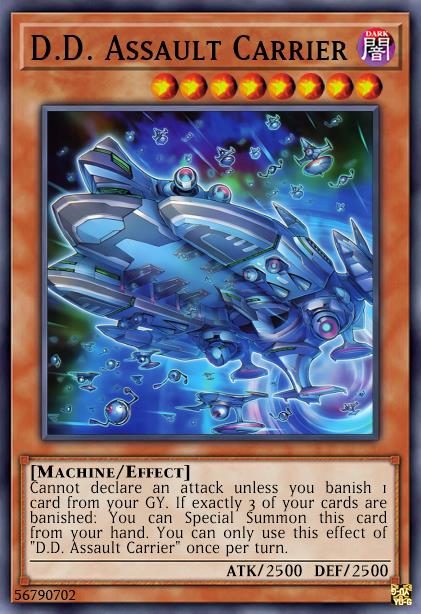 D.D. Assault Carrier
DARK
闇
[Machine/Effect]
Cannot declare an attack unless you banish 1
card from your GY. If exactly 3 of your cards are
banished: You can Special Summon this card
from your hand. You can only use this effect of
"D.D. Assault Carrier" once per turn.
ATK/2500 DEF/2500
56790702